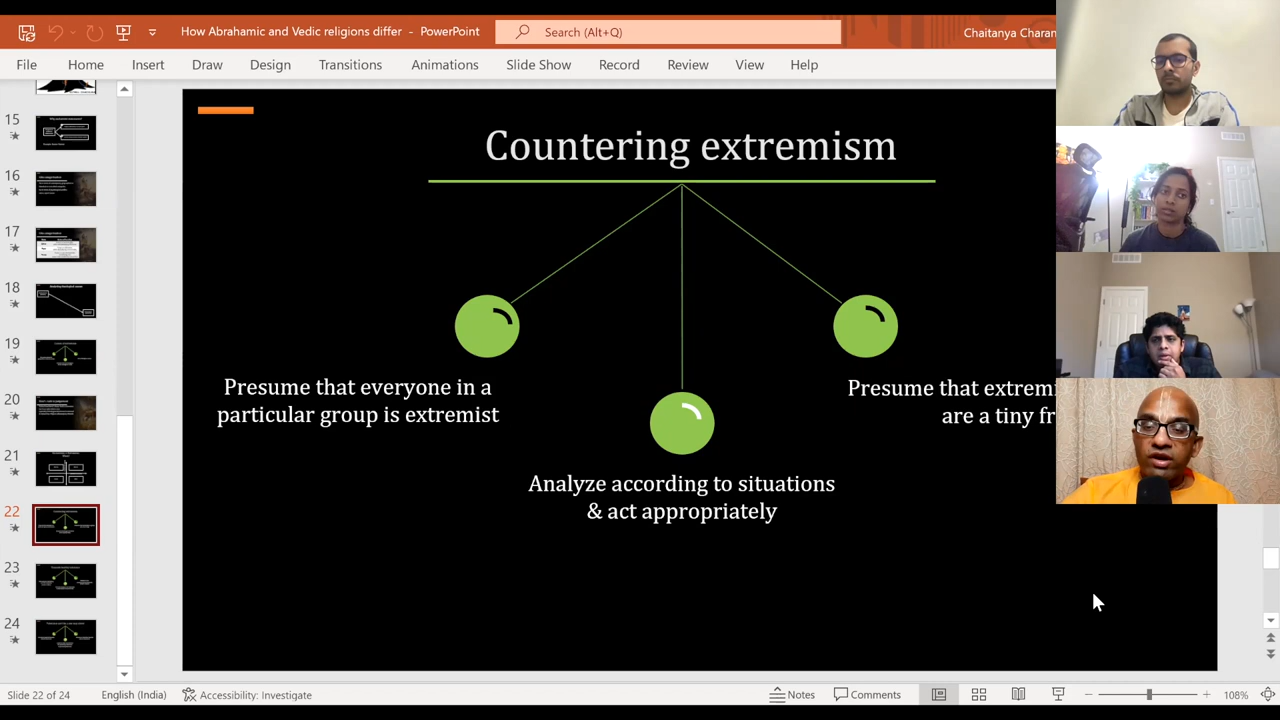 How Abrahamic and Vedic religions differ - PowerPoint
Search (Alt+Q)
Chaitanya Charan
File Home Insert Draw Design Transitions Animations Slide Show Record Review View Help
15
16
17
18
19
20
21
22
23
24
Countering extremism
Presume that everyone in a
particular group is extremist
Analyze according to situations
& act appropriately
Presume that extremi
are a tiny fr
Slide 22 of 24 English (India) Accessibility: Investigate Notes Comments 108%